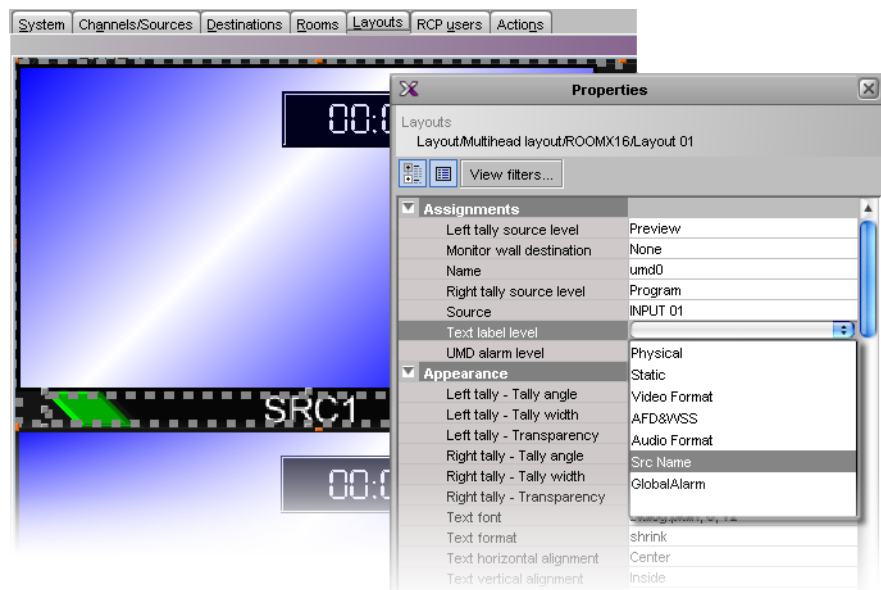 System Channels/Sources Destinations Rooms Layouts RCP users Actions
00:0
Properties
Layouts
Layout/Multihead layout/ROOMX16/Layout 01
View filters...
Assignments
Left tally source level Preview
Monitor wall destination None
Name umd0
Right tally source level Program
Source INPUT 01
Text label level
UMD alarm level
Physical
Static
Video Format
AFD&WSS
Audio Format
Src Name
GlobalAlarm
Appearance
Left tally - Tally angle
Left tally - Tally width
Left tally - Transparency
Right tally - Tally angle
Right tally - Tally width
Right tally - Transparency
Text font
Text format shrink
Text horizontal alignment Center
Text vertical alignment Inside
SRC1
00:0